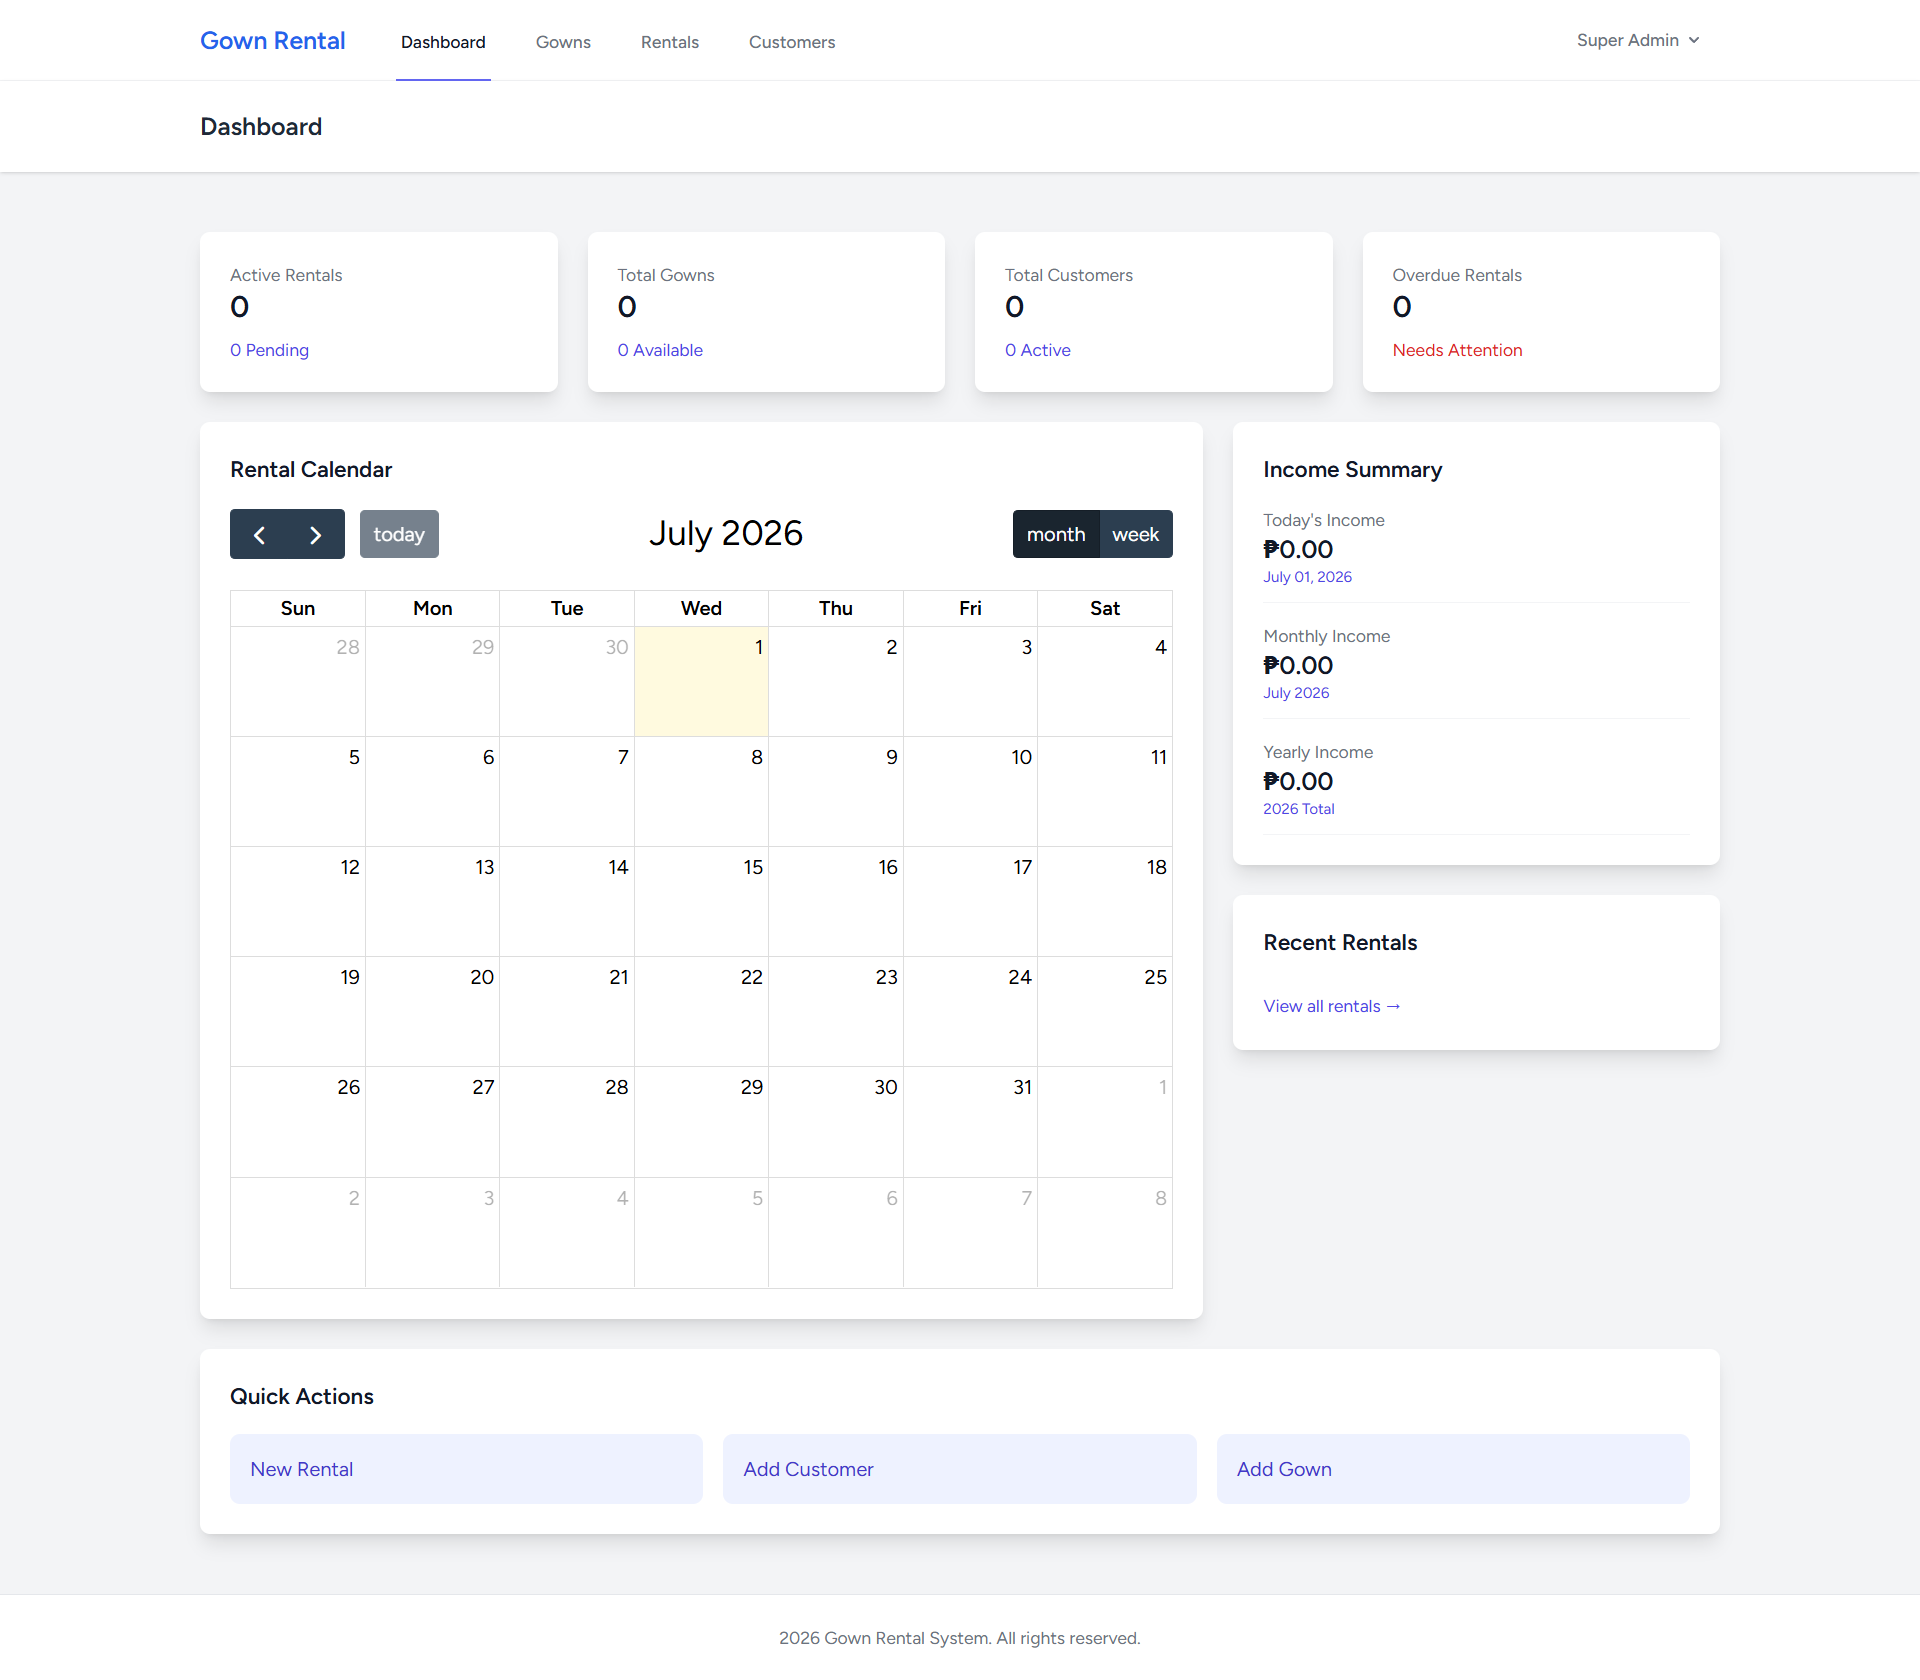 Gown Rental
Dashboard
Gowns
Rentals
Customers
Super Admin
Dashboard
Active Rentals
0
0 Pending
Total Gowns
0
0 Available
Total Customers
0
0 Active
Overdue Rentals
0
Needs Attention
Rental Calendar
today
July 2026
month
week
Sun Mon Tue Wed Thu Fri Sat
28 29 30 1 2 3 4
5 6 7 8 9 10 11
12 13 14 15 16 17 18
19 20 21 22 23 24 25
26 27 28 29 30 31 1
2 3 4 5 6 7 8
Income Summary
Today's Income
₱0.00
July 01, 2026
Monthly Income
₱0.00
July 2026
Yearly Income
₱0.00
2026 Total
Recent Rentals
View all rentals →
Quick Actions
New Rental
Add Customer
Add Gown
2026 Gown Rental System. All rights reserved.